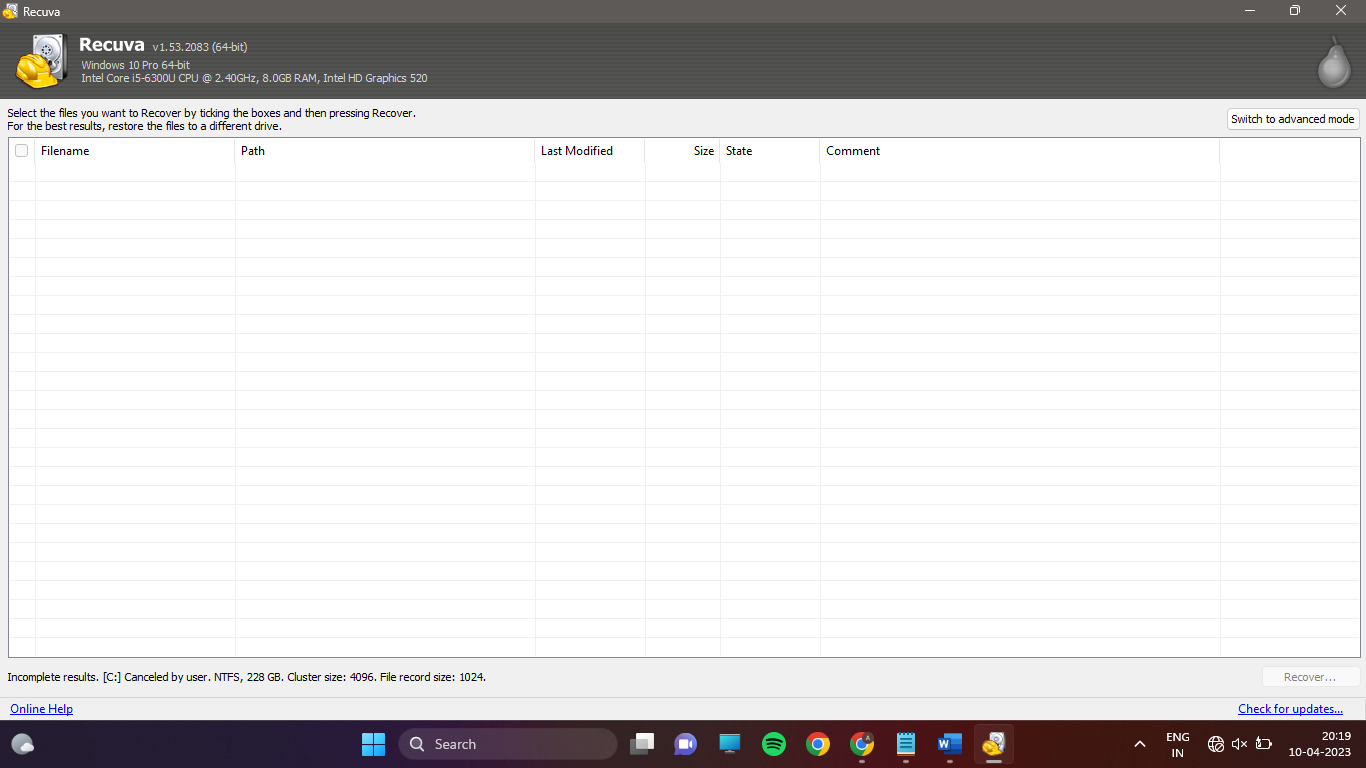 Recuva
Recuva v1.53.2083 (64-bit)
Windows 10 Pro 64-bit
Intel Core i5-6300U CPU @ 2.40GHz, 8.0GB RAM, Intel HD Graphics 520
Select the files you want to Recover by ticking the boxes and then pressing Recover.
For the best results, restore the files to a different drive.
Switch to advanced mode
Filename Path Last Modified Size State Comment
Incomplete results. [C:] Canceled by user. NTFS, 228 GB. Cluster size: 4096. File record size: 1024.
Recover...
Online Help
Check for updates...
Search
A
W
ENG
IN
20:19
10-04-2023